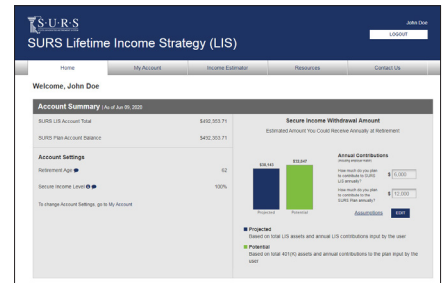 S·U·R·S
John Doe
LOGOUT
SURS Lifetime Income Strategy (LIS)
Home
My Account
Income Estimator
Resources
Contact Us
Welcome, John Doe
Account Summary | As of Jun 09, 2020
SURS LIS Account Total $492,353.71
SURS Plan Account Balance $492,353.71
Account Settings
Retirement Age 62
Secure Income Level 100%
To change Account Settings, go to My Account
Secure Income Withdrawal Amount
Estimated Amount You Could Receive Annually at Retirement
Projected
Potential
Annual Contributions
How much do you plan
to contribute to SURS
LIS annually?
$ 6,000
How much do you plan
to contribute to the
SURS Plan annually?
$ 12,000
Assumptions
EDIT
Projected
Based on total LIS assets and annual LIS contributions input by the user
Potential
Based on total 401(K) assets and annual contributions to the plan input by the
user